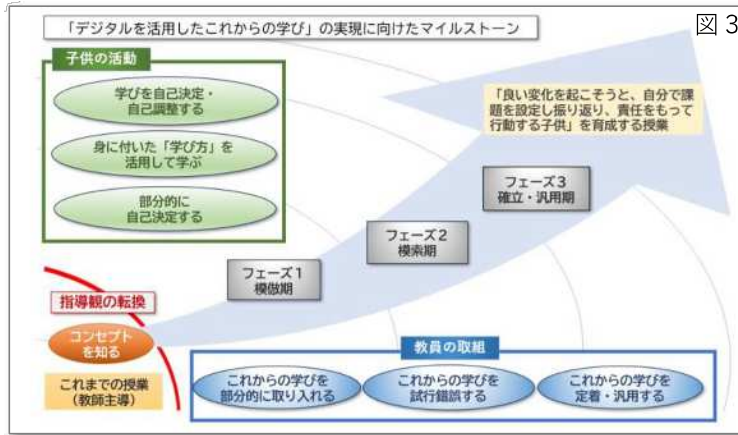 図 3
「デジタルを活用したこれからの学び」の実現に向けたマイルストーン
子供の活動
学びを自己決定・
自己調整する
身に付いた「学び方」を
活用して学ぶ
部分的に
自己決定する
「良い変化を起こそうと、自分で課
題を設定し振り返り、責任をもって
行動する子供」を育成する授業
フェーズ3
確立・汎用期
フェーズ2
模索期
フェーズ1
模倣期
指導観の転換
コンセプト
を知る
これまでの授業
（教師主導）
教員の取組
これからの学びを
部分的に取り入れる
これからの学びを
試行錯誤する
これからの学びを
定着・汎用する